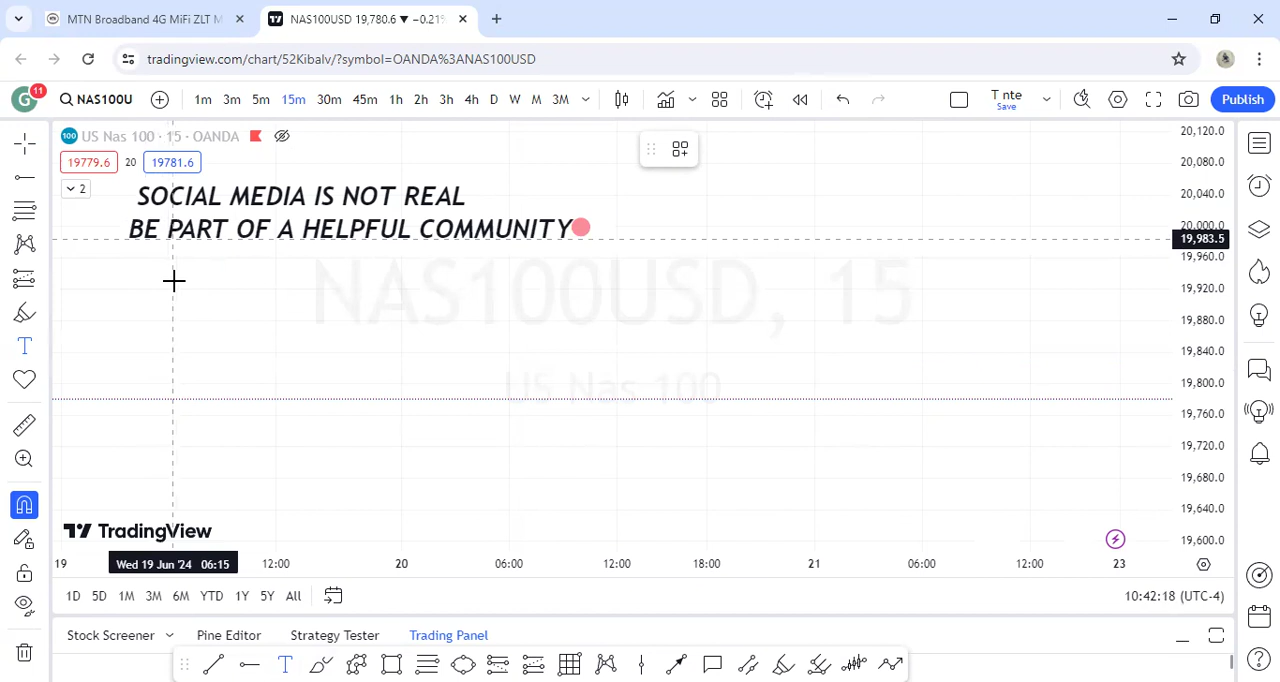 MTN Broadband 4G MiFi ZLT M
NAS100USD 19,780.6 ▼ −0.21%
tradingview.com/chart/52Kibalv/?symbol=OANDA%3ANAS100USD
G 11 NAS100U 1m 3m 5m 15m 30m 45m 1h 2h 3h 4h D W M 3M T nte Save Publish
100 US Nas 100 · 15 · OANDA
19779.6 20 19781.6
2
SOCIAL MEDIA IS NOT REAL
BE PART OF A HELPFUL COMMUNITY
NAS100USD, 15
US Nas 100
20,120.0
20,080.0
20,040.0
20,000.0
19,983.5
19,960.0
19,920.0
19,880.0
19,840.0
19,800.0
19,760.0
19,720.0
19,680.0
19,640.0
19,600.0
TradingView
19 Wed 19 Jun '24 06:15 12:00 20 06:00 12:00 18:00 21 06:00 12:00 23
1D 5D 1M 3M 6M YTD 1Y 5Y All 10:42:18 (UTC-4)
Stock Screener Pine Editor Strategy Tester Trading Panel